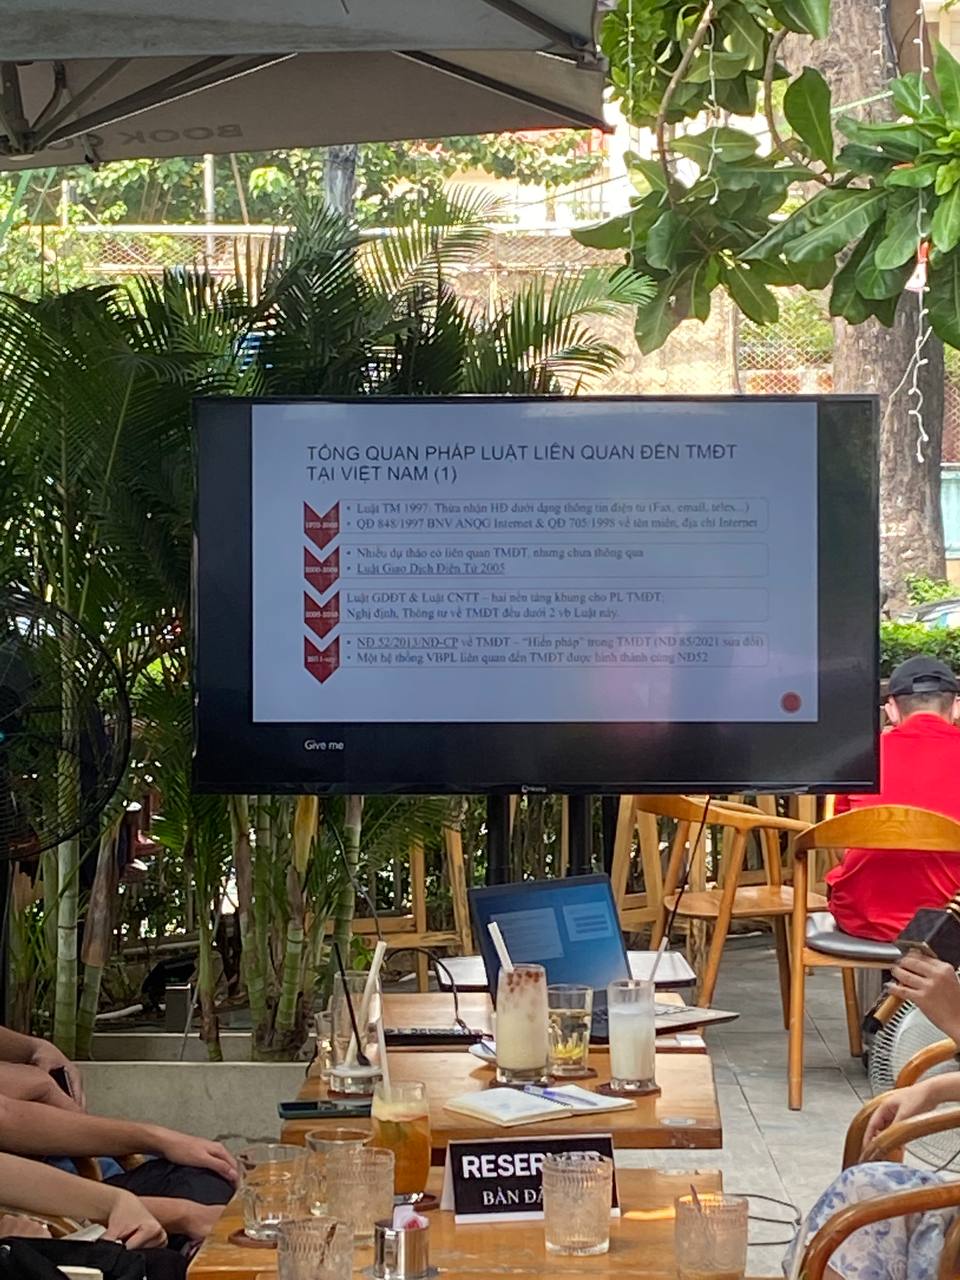 BOOK
TỔNG QUAN PHÁP LUẬT LIÊN QUAN ĐẾN TMĐT
TẠI VIỆT NAM (1)
• Luật TM 1997: Thừa nhận HĐ dưới dạng thông tin điện tử (Fax, email, telex...)
• QĐ 848/1997 BNV ANQG Internet & QĐ 705/1998 về tên miền, địa chỉ Internet
• Nhiều dự thảo có liên quan TMĐT, nhưng chưa thông qua
• Luật Giao Dịch Điện Tử 2005
Luật GDĐT & Luật CNTT – hai nền tảng khung cho PL TMĐT;
Nghị định, Thông tư về TMĐT đều dưới 2 vb Luật này.
• NĐ 52/2013/NĐ-CP về TMĐT – "Hiến pháp" trong TMĐT (NĐ 85/2021 sửa đổi)
• Một hệ thống VBPL liên quan đến TMĐT được hình thành cùng NĐ52
Give me
RESERVED
BÀN ĐÃ